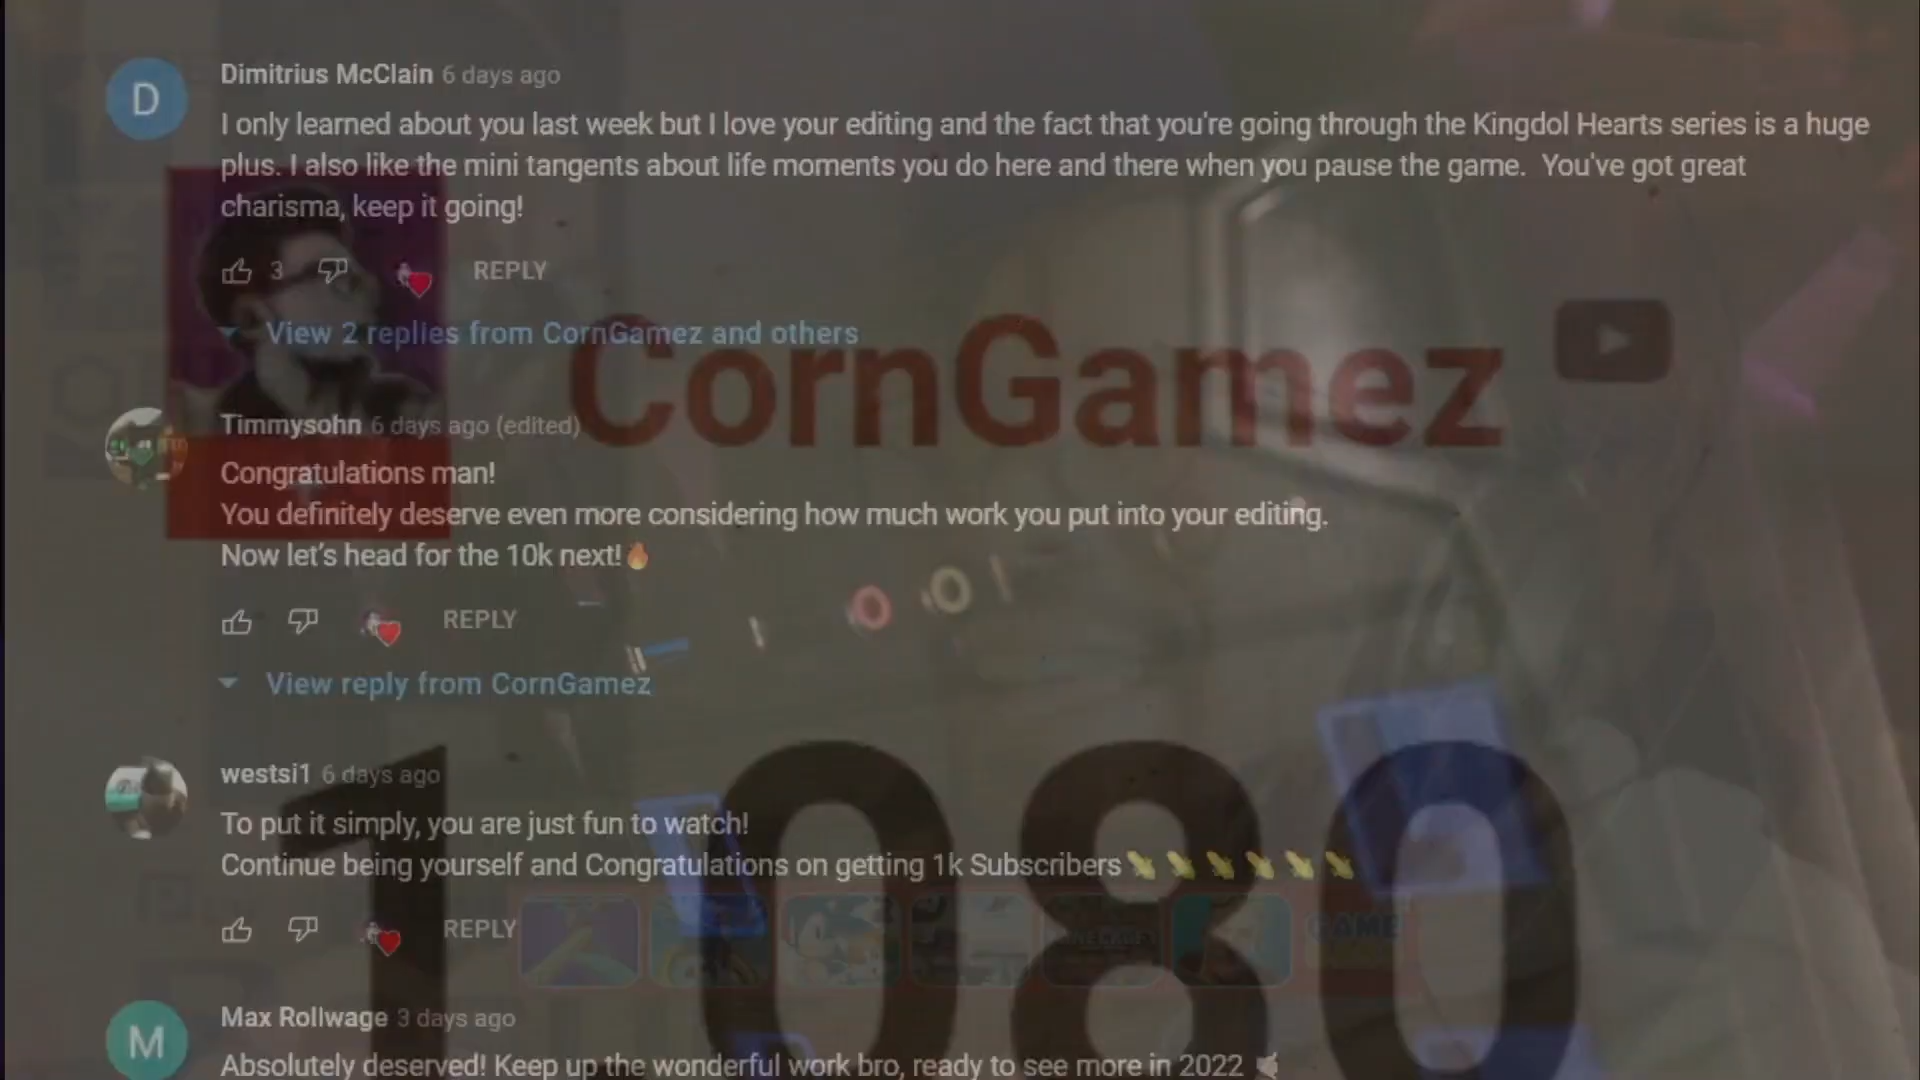 Dimitrius McClain 6 days ago
I only learned about you last week but I love your editing and the fact that you're going through the Kingdol Hearts series is a huge
plus. I also like the mini tangents about life moments you do here and there when you pause the game.  You've got great
charisma, keep it going!
3 REPLY
View 2 replies from CornGamez and others
CornGamez
Timmysohn 6 days ago (edited)
Congratulations man!
You definitely deserve even more considering how much work you put into your editing.
Now let's head for the 10k next!🔥
REPLY
View reply from CornGamez
1 080
westsi1 6 days ago
To put it simply, you are just fun to watch!
Continue being yourself and Congratulations on getting 1k Subscribers🌽🌽🌽🌽🌽🌽
REPLY
MINECRAFT
GAME
Max Rollwage 3 days ago
M
Absolutely deserved! Keep up the wonderful work bro, ready to see more in 2022
D